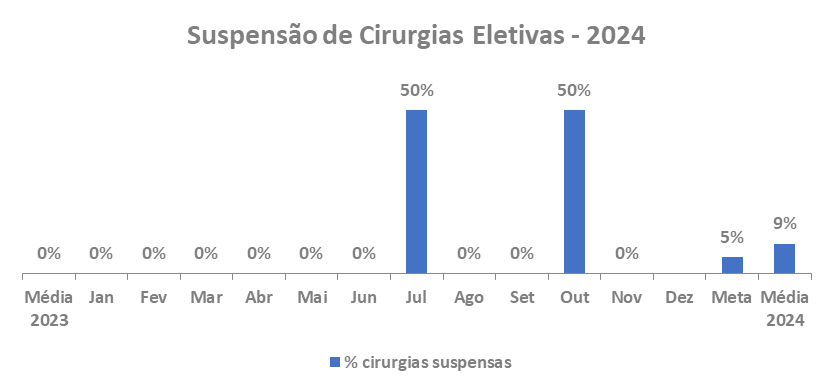 Suspensão de Cirurgias Eletivas - 2024
50% 50%
9%
5%
0% 0% 0% 0% 0% 0% 0% 0% 0% 0%
Média Jan Fev Mar Abr Mai Jun Jul Ago Set Out Nov Dez Meta Média
2023 2024
% cirurgias suspensas